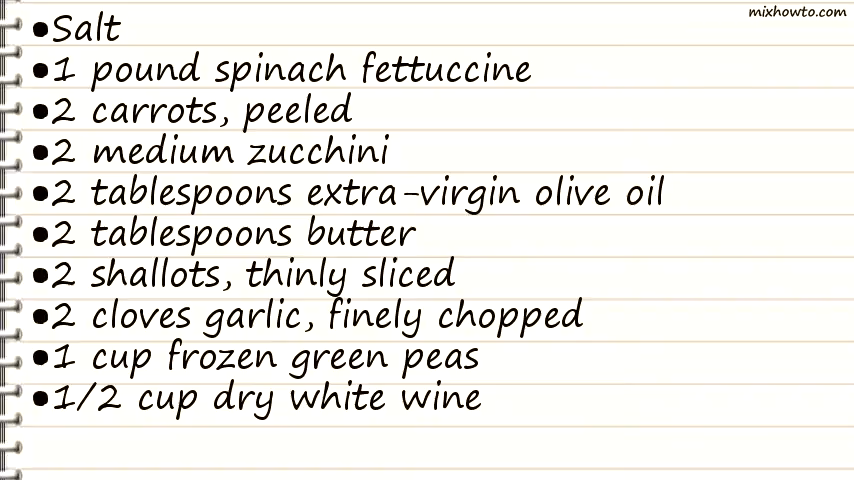 mixhowto.com
•Salt
•1 pound spinach fettuccine
•2 carrots, peeled
•2 medium zucchini
•2 tablespoons extra-virgin olive oil
•2 tablespoons butter
•2 shallots, thinly sliced
•2 cloves garlic, finely chopped
•1 cup frozen green peas
•1/2 cup dry white wine